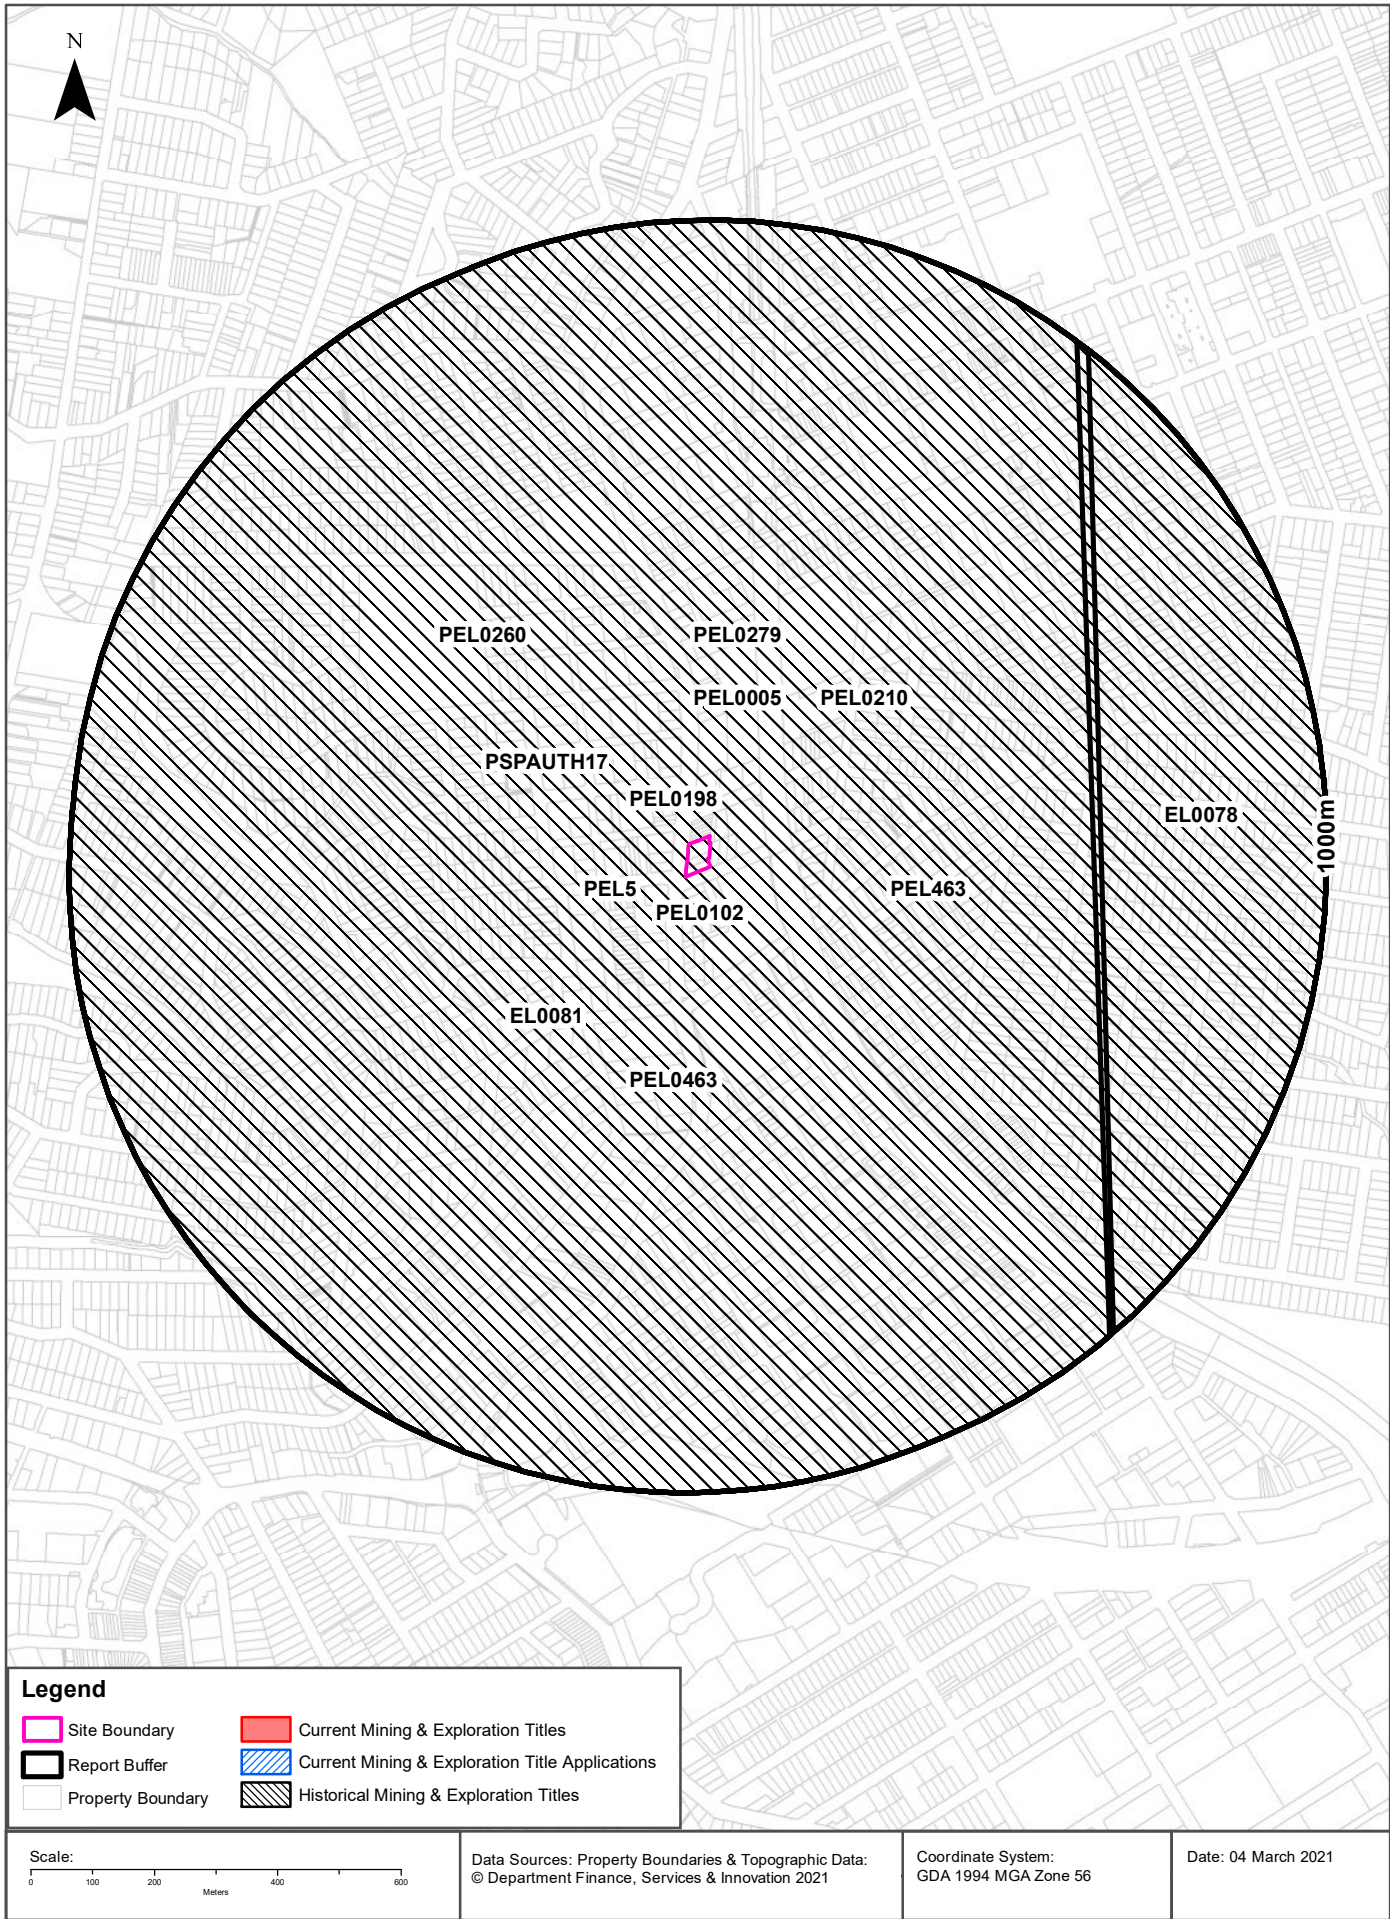 N
PEL0260
PEL0279
PEL0005
PEL0210
PSPAUTH17
PEL0198
EL0078
1000m
PEL5
PEL463
PEL0102
EL0081
PEL0463
Legend
Site Boundary
Current Mining & Exploration Titles
Report Buffer
Current Mining & Exploration Title Applications
Property Boundary
Historical Mining & Exploration Titles
Scale:
0 100 200 400 600
Meters
Data Sources: Property Boundaries & Topographic Data:
© Department Finance, Services & Innovation 2021
Coordinate System:
GDA 1994 MGA Zone 56
Date: 04 March 2021